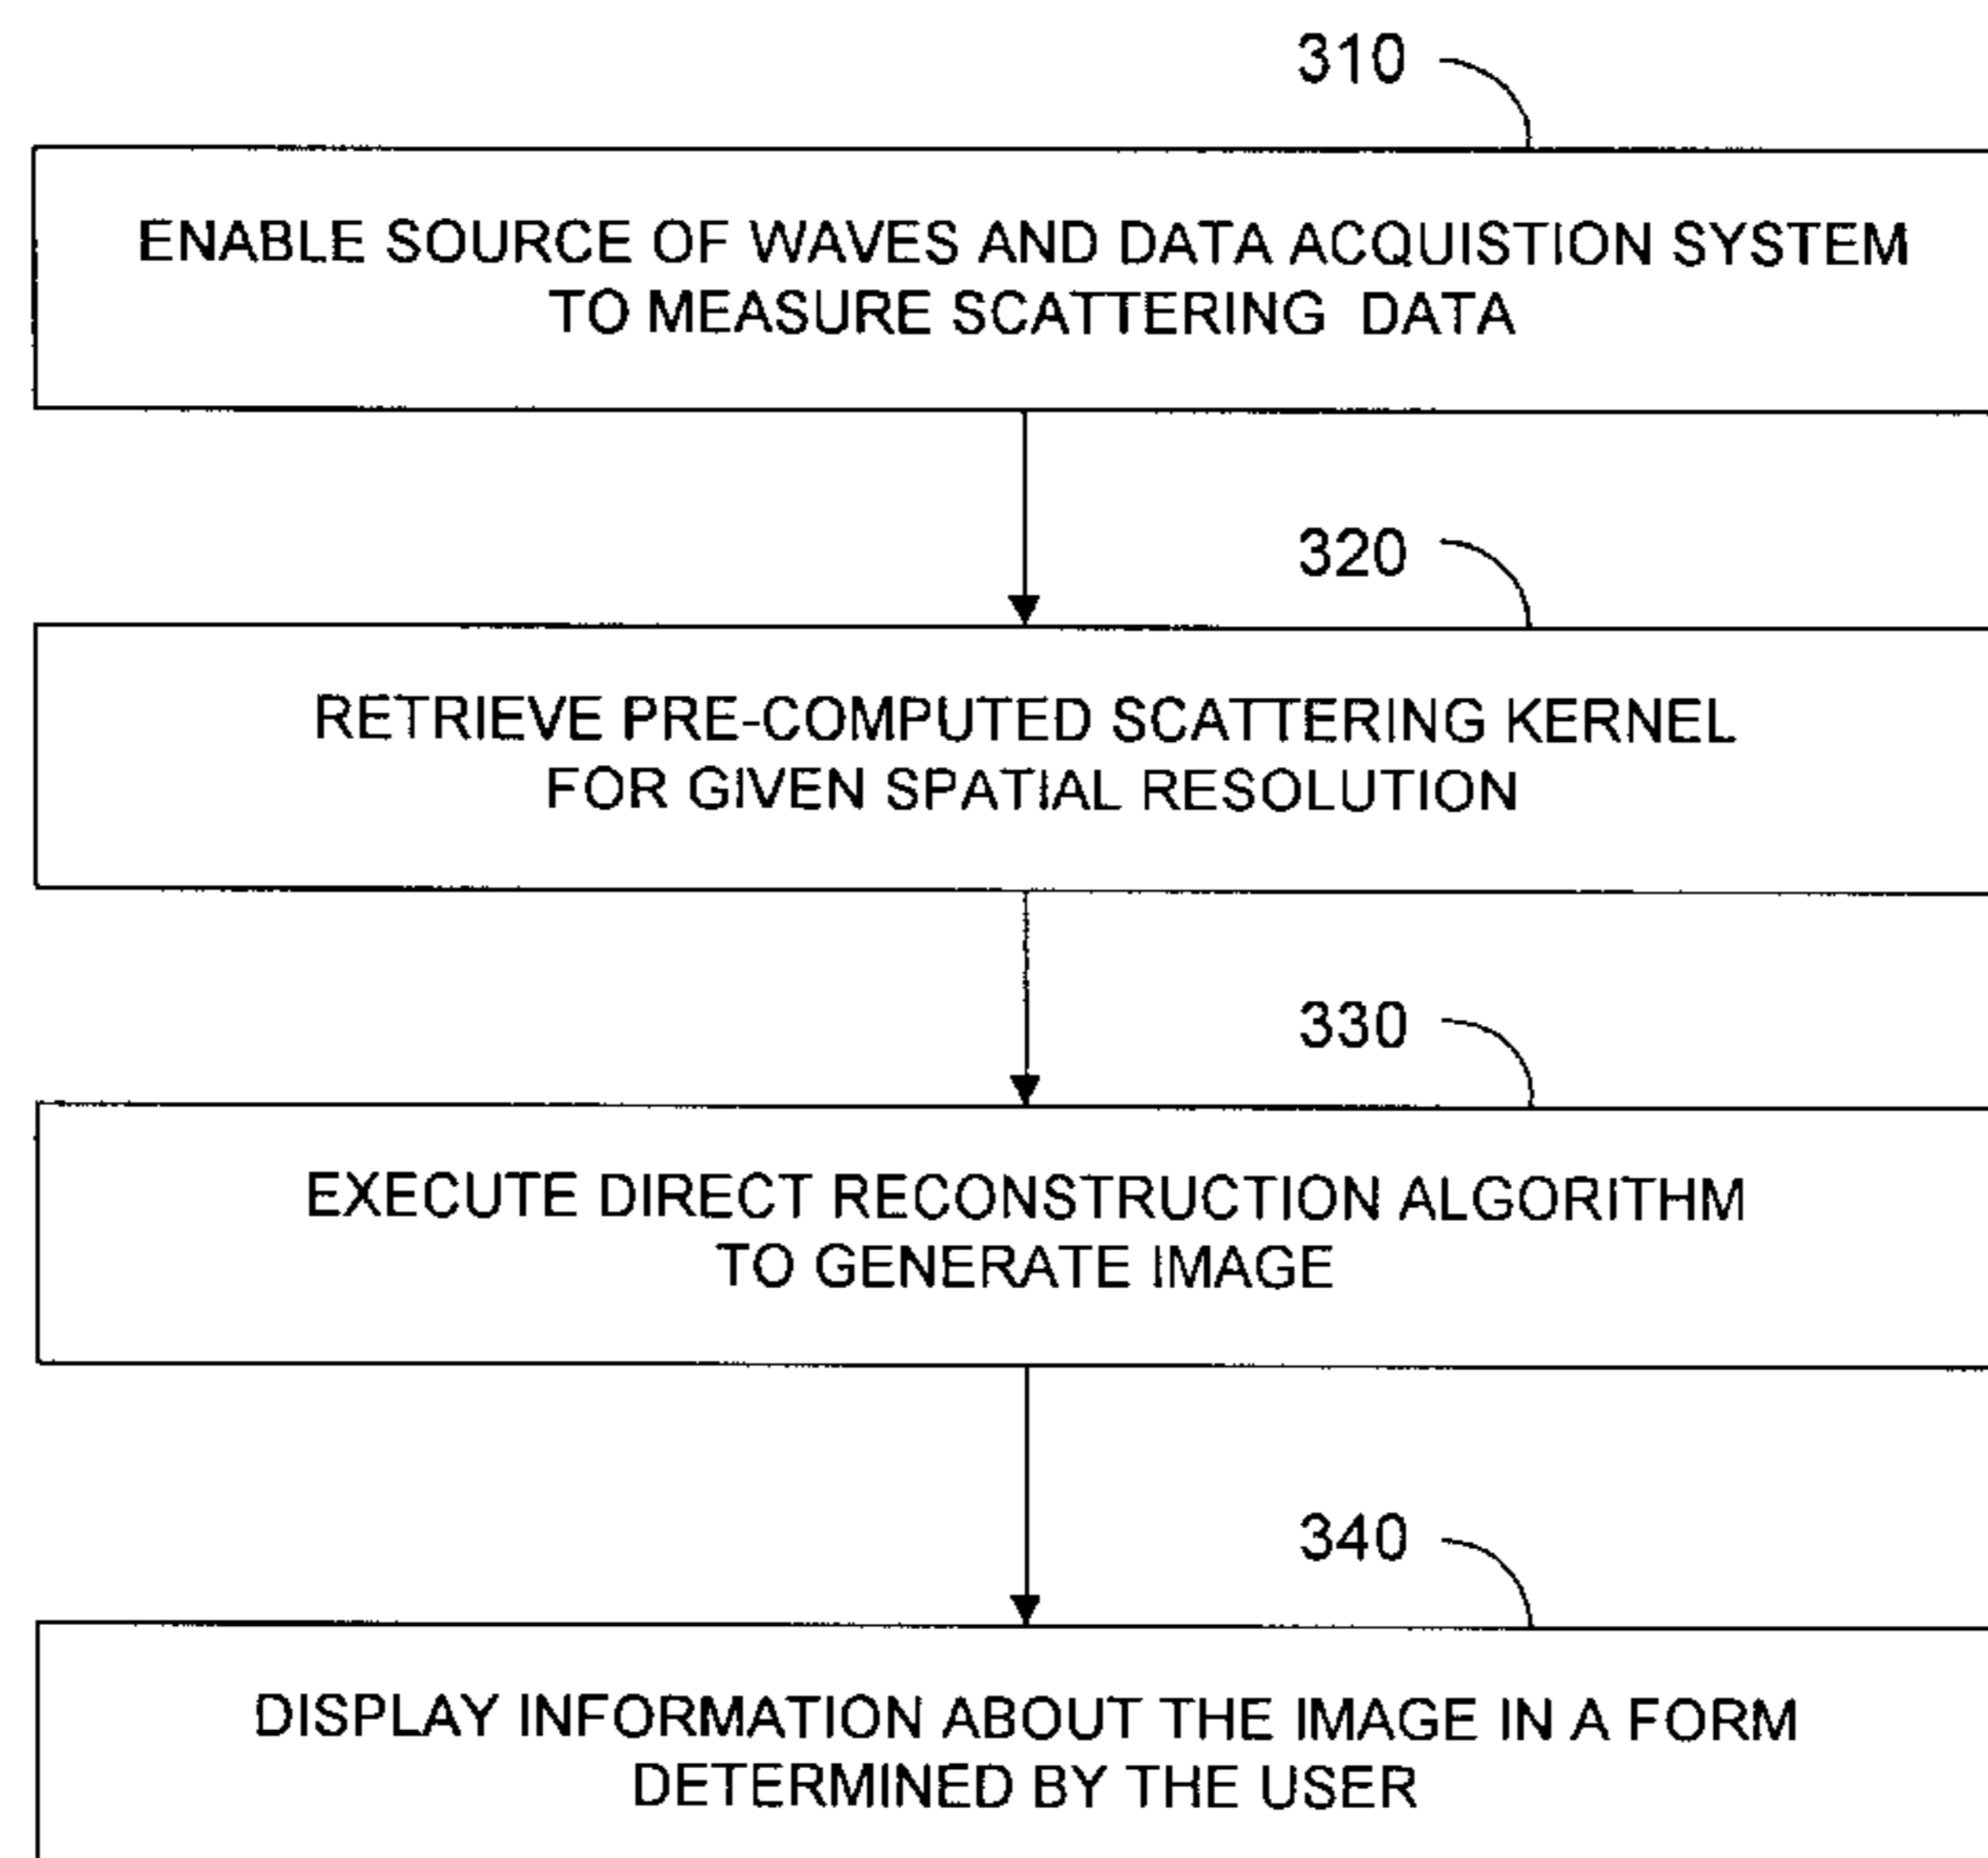 310
ENABLE SOURCE OF WAVES AND DATA ACQUISTION SYSTEM
TO MEASURE SCATTERING DATA
320
RETRIEVE PRE-COMPUTED SCATTERING KERNEL
FOR GIVEN SPATIAL RESOLUTION
330
EXECUTE DIRECT RECONSTRUCTION ALGORITHM
TO GENERATE IMAGE
340
DISPLAY INFORMATION ABOUT THE IMAGE IN A FORM
DETERMINED BY THE USER